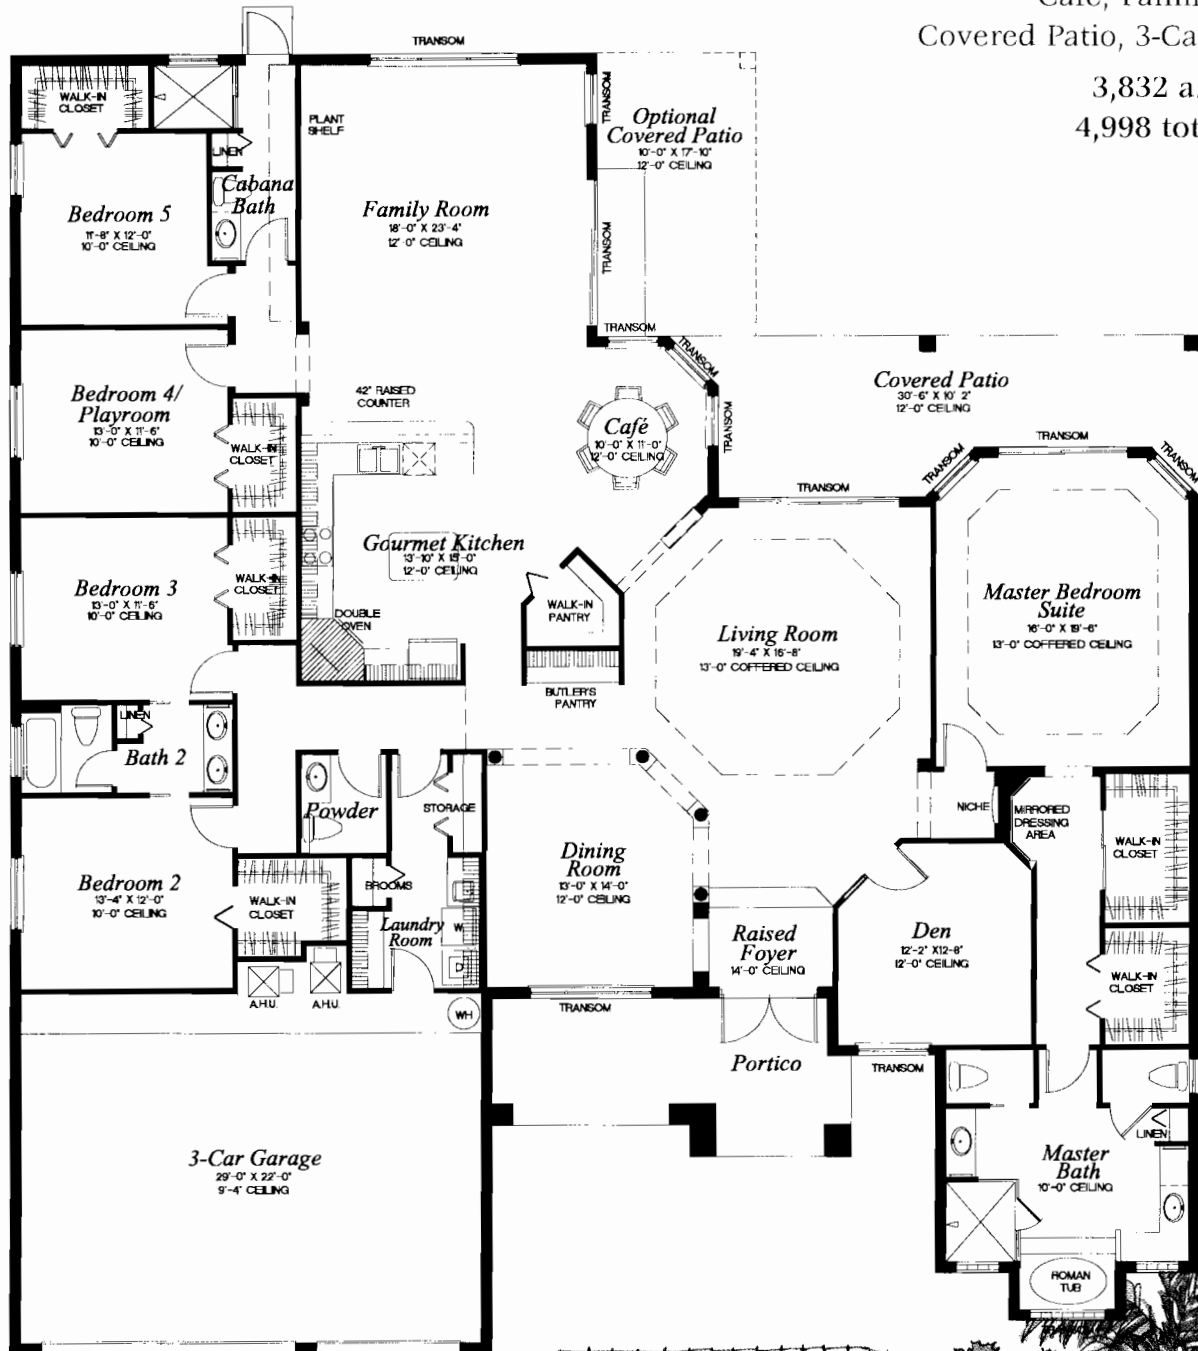 Café, Famil
Covered Patio, 3-Ca
3,832 a
4,998 tot
TRANSOM
WALK-IN
CLOSET
LINEN
Cabana
Bath
PLANT
SHELF
TRANSOM
Optional
Covered Patio
10'-0" X 17'-10"
12'-0" CEILING
Bedroom 5
11'-8" X 12'-0"
10'-0" CEILING
Family Room
18'-0" X 23'-4"
12'-0" CEILING
TRANSOM
TRANSOM
TRANSOM
TRANSOM
Bedroom 4/
Playroom
13'-0" X 11'-6"
10'-0" CEILING
WALK-IN
CLOSET
42" RAISED
COUNTER
Café
10'-0" X 11'-0"
12'-0" CEILING
Covered Patio
30'-6" X 10' 2"
12'-0" CEILING
TRANSOM
TRANSOM
TRANSOM
TRANSOM
Bedroom 3
13'-0" X 11'-6"
10'-0" CEILING
WALK-IN
CLOSET
Gourmet Kitchen
13'-10" X 15'-0"
12'-0" CEILING
DOUBLE
OVEN
WALK-IN
PANTRY
BUTLER'S
PANTRY
Living Room
19'-4" X 16'-8"
13'-0" COFFERED CEILING
Master Bedroom
Suite
16'-0" X 19'-6"
13'-0" COFFERED CEILING
LINEN
Bath 2
Powder
STORAGE
NICHE
MIRRORED
DRESSING
AREA
WALK-IN
CLOSET
Bedroom 2
13'-4" X 12'-0"
10'-0" CEILING
WALK-IN
CLOSET
BROOMS
Laundry
Room
W
D
Dining
Room
13'-0" X 14'-0"
12'-0" CEILING
Raised
Foyer
14'-0" CEILING
Den
12'-2" X12'-8"
12'-0" CEILING
WALK-IN
CLOSET
A.H.U.
A.H.U.
WH
TRANSOM
Portico
TRANSOM
3-Car Garage
29'-0" X 22'-0"
9'-4" CEILING
LINEN
Master
Bath
10'-0" CEILING
ROMAN
TUB